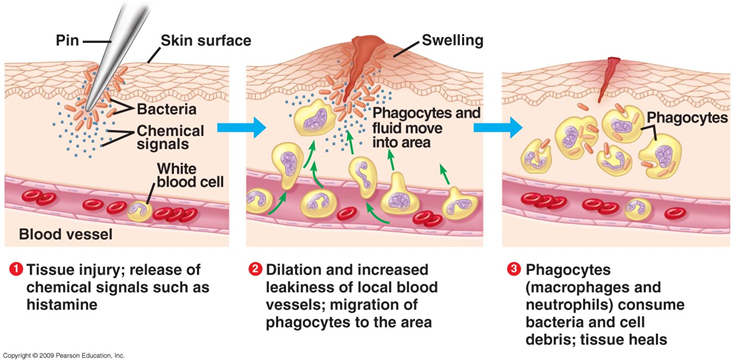 Pin
Skin surface
Bacteria
Chemical
signals
White
blood cell
Blood vessel
Swelling
Phagocytes and
fluid move
into area
Phagocytes
1 Tissue injury; release of
chemical signals such as
histamine
2 Dilation and increased
leakiness of local blood
vessels; migration of
phagocytes to the area
3 Phagocytes
(macrophages and
neutrophils) consume
bacteria and cell
debris; tissue heals
Copyright © 2009 Pearson Education, Inc.